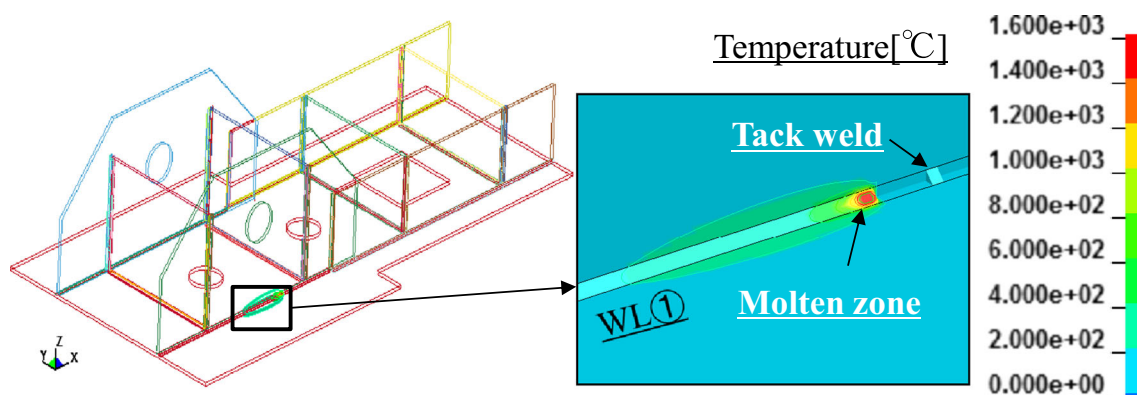 Temperature[℃]
1.600e+03
1.400e+03
1.200e+03
1.000e+03
8.000e+02
6.000e+02
4.000e+02
2.000e+02
0.000e+00
Tack weld
Molten zone
WL①
Z
Y X